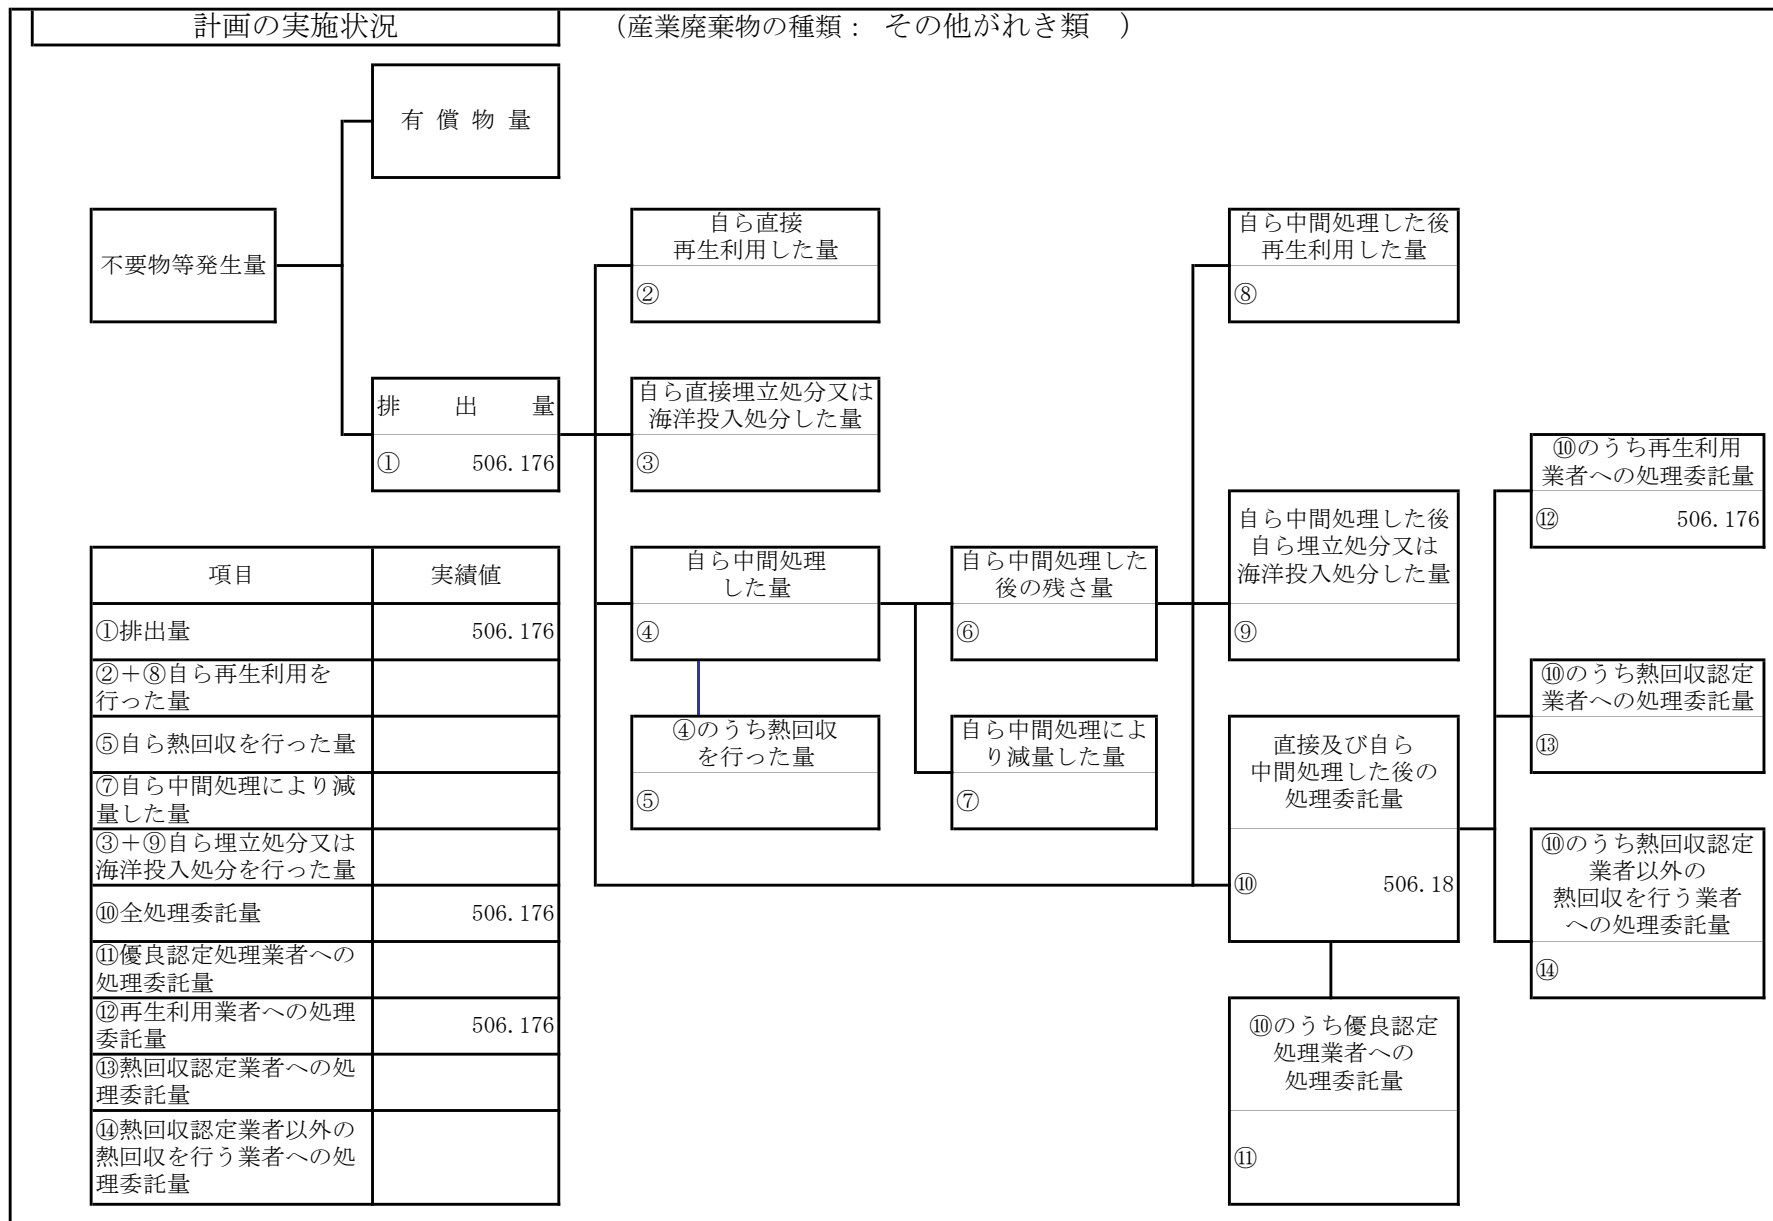 計画の実施状況
（産業廃棄物の種類： その他がれき類 ）
有 償 物 量
不要物等発生量
自ら直接
再生利用した量
②
自ら中間処理した後
再生利用した量
⑧
排 出 量
① 506.176
自ら直接埋立処分又は
海洋投入処分した量
③
⑩のうち再生利用
業者への処理委託量
⑫ 506.176
自ら中間処理した後
自ら埋立処分又は
海洋投入処分した量
⑨
自ら中間処理
した量
④
自ら中間処理した
後の残さ量
⑥
⑩のうち熱回収認定
業者への処理委託量
⑬
④のうち熱回収
を行った量
⑤
自ら中間処理によ
り減量した量
⑦
直接及び自ら
中間処理した後の
処理委託量
⑩ 506.18
⑩のうち熱回収認定
業者以外の
熱回収を行う業者
への処理委託量
⑭
⑩のうち優良認定
処理業者への
処理委託量
⑪
項目 実績値
①排出量 506.176
②＋⑧自ら再生利用を
行った量
⑤自ら熱回収を行った量
⑦自ら中間処理により減
量した量
③＋⑨自ら埋立処分又は
海洋投入処分を行った量
⑩全処理委託量 506.176
⑪優良認定処理業者への
処理委託量
⑫再生利用業者への処理
委託量 506.176
⑬熱回収認定業者への処
理委託量
⑭熱回収認定業者以外の
熱回収を行う業者への処
理委託量